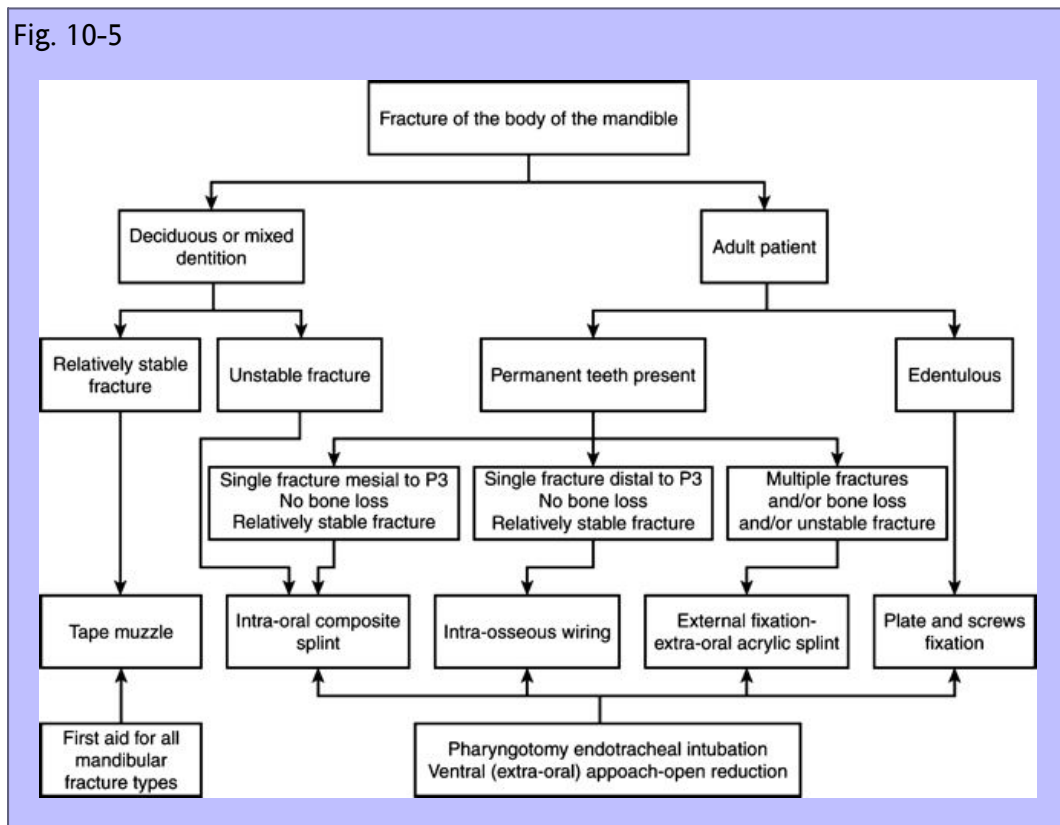 Fig. 10-5
Fracture of the body of the mandible
Deciduous or mixed
dentition
Adult patient
Relatively stable
fracture
Unstable fracture
Permanent teeth present
Edentulous
Single fracture mesial to P3
No bone loss
Relatively stable fracture
Single fracture distal to P3
No bone loss
Relatively stable fracture
Multiple fractures
and/or bone loss
and/or unstable fracture
Tape muzzle
Intra-oral composite
splint
Intra-osseous wiring
External fixation-
extra-oral acrylic splint
Plate and screws
fixation
First aid for all
mandibular
fracture types
Pharyngotomy endotracheal intubation
Ventral (extra-oral) appoach-open reduction